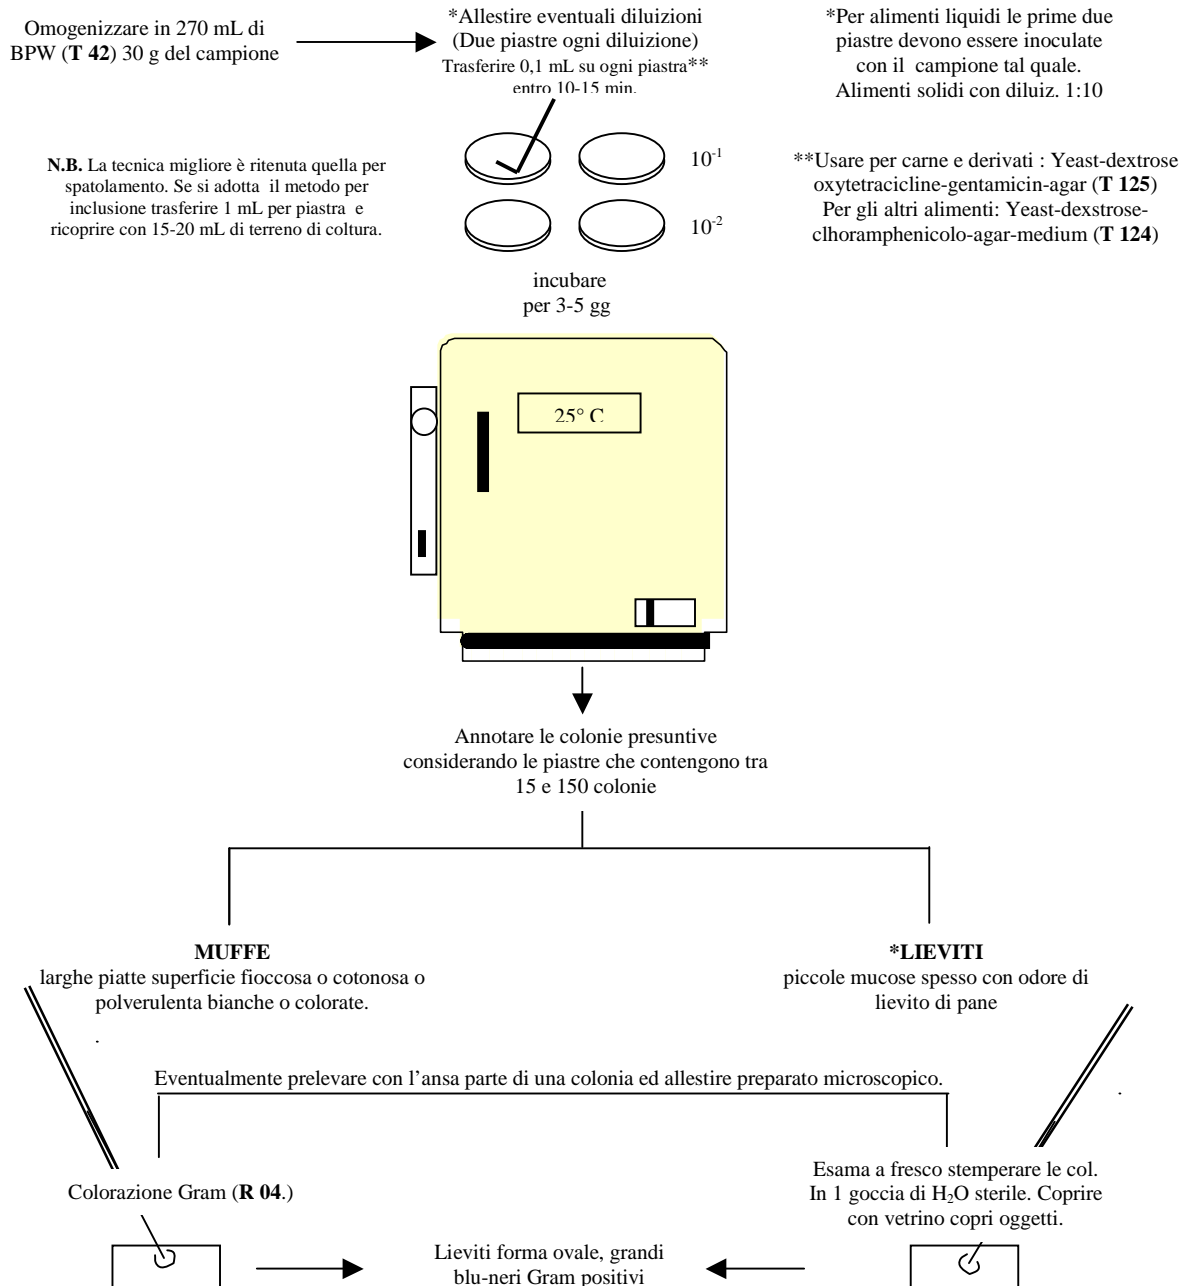 Omogenizzare in 270 mL di
BPW (T 42) 30 g del campione
*Allestire eventuali diluizioni
(Due piastre ogni diluizione)
Trasferire 0,1 mL su ogni piastra**
entro 10-15 min.
*Per alimenti liquidi le prime due
piastre devono essere inoculate
con il campione tal quale.
Alimenti solidi con diluiz. 1:10
N.B. La tecnica migliore è ritenuta quella per
spatolamento. Se si adotta il metodo per
inclusione trasferire 1 mL per piastra e
ricoprire con 15-20 mL di terreno di coltura.
10-1
10-2
**Usare per carne e derivati : Yeast-dextrose
oxytetracicline-gentamicin-agar (T 125)
Per gli altri alimenti: Yeast-dexstrose-
clhoramphenicolo-agar-medium (T 124)
incubare
per 3-5 gg
25° C
Annotare le colonie presuntive
considerando le piastre che contengono tra
15 e 150 colonie
MUFFE
larghe piatte superficie fioccosa o cotonosa o
polverulenta bianche o colorate.
*LIEVITI
piccole mucose spesso con odore di
lievito di pane
Eventualmente prelevare con l'ansa parte di una colonia ed allestire preparato microscopico.
Colorazione Gram (R 04.)
Esama a fresco stemperare le col.
In 1 goccia di H2O sterile. Coprire
con vetrino copri oggetti.
Lieviti forma ovale, grandi
blu-neri Gram positivi